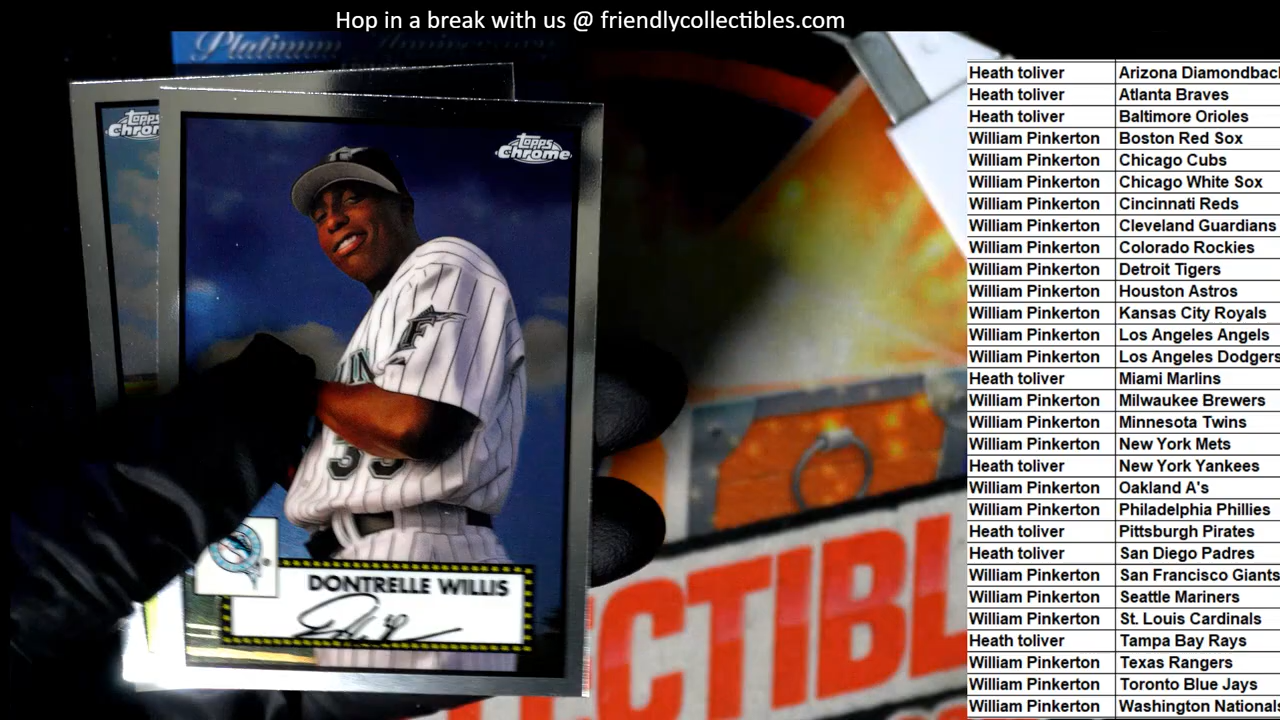 Hop in a break with us @ friendlycollectibles.com
Platinum Anniversary
Topps
Chrome
Topps
Chrome
F
35
DONTRELLE WILLIS
ECTIBL
Heath toliver Arizona Diamondbac
Heath toliver Atlanta Braves
Heath toliver Baltimore Orioles
William Pinkerton Boston Red Sox
William Pinkerton Chicago Cubs
William Pinkerton Chicago White Sox
William Pinkerton Cincinnati Reds
William Pinkerton Cleveland Guardians
William Pinkerton Colorado Rockies
William Pinkerton Detroit Tigers
William Pinkerton Houston Astros
William Pinkerton Kansas City Royals
William Pinkerton Los Angeles Angels
William Pinkerton Los Angeles Dodgers
Heath toliver Miami Marlins
William Pinkerton Milwaukee Brewers
William Pinkerton Minnesota Twins
William Pinkerton New York Mets
Heath toliver New York Yankees
William Pinkerton Oakland A's
William Pinkerton Philadelphia Phillies
Heath toliver Pittsburgh Pirates
Heath toliver San Diego Padres
William Pinkerton San Francisco Giants
William Pinkerton Seattle Mariners
William Pinkerton St. Louis Cardinals
Heath toliver Tampa Bay Rays
William Pinkerton Texas Rangers
William Pinkerton Toronto Blue Jays
William Pinkerton Washington Nationals